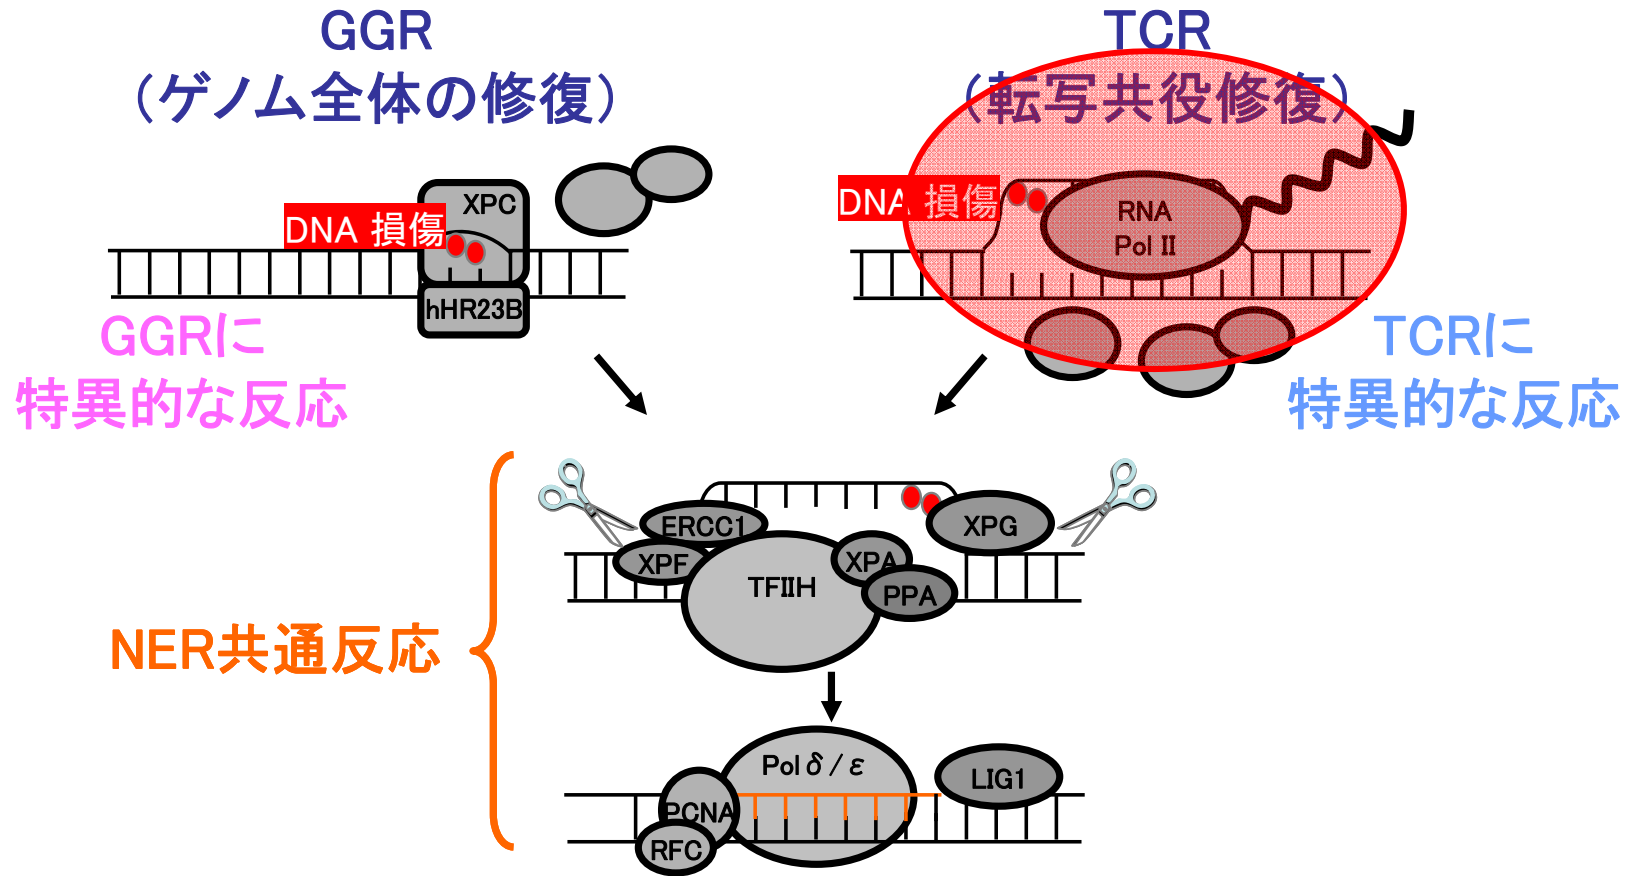 GGR
（ゲノム全体の修復）
TCR
（転写共役修復）
XPC
DNA 損傷
hHR23B
DNA 損傷
RNA
Pol II
GGRに
特異的な反応
TCRに
特異的な反応
ERCC1
XPF
TFIIH
XPA
PPA
XPG
NER共通反応
Pol δ / ε
PCNA
RFC
LIG1